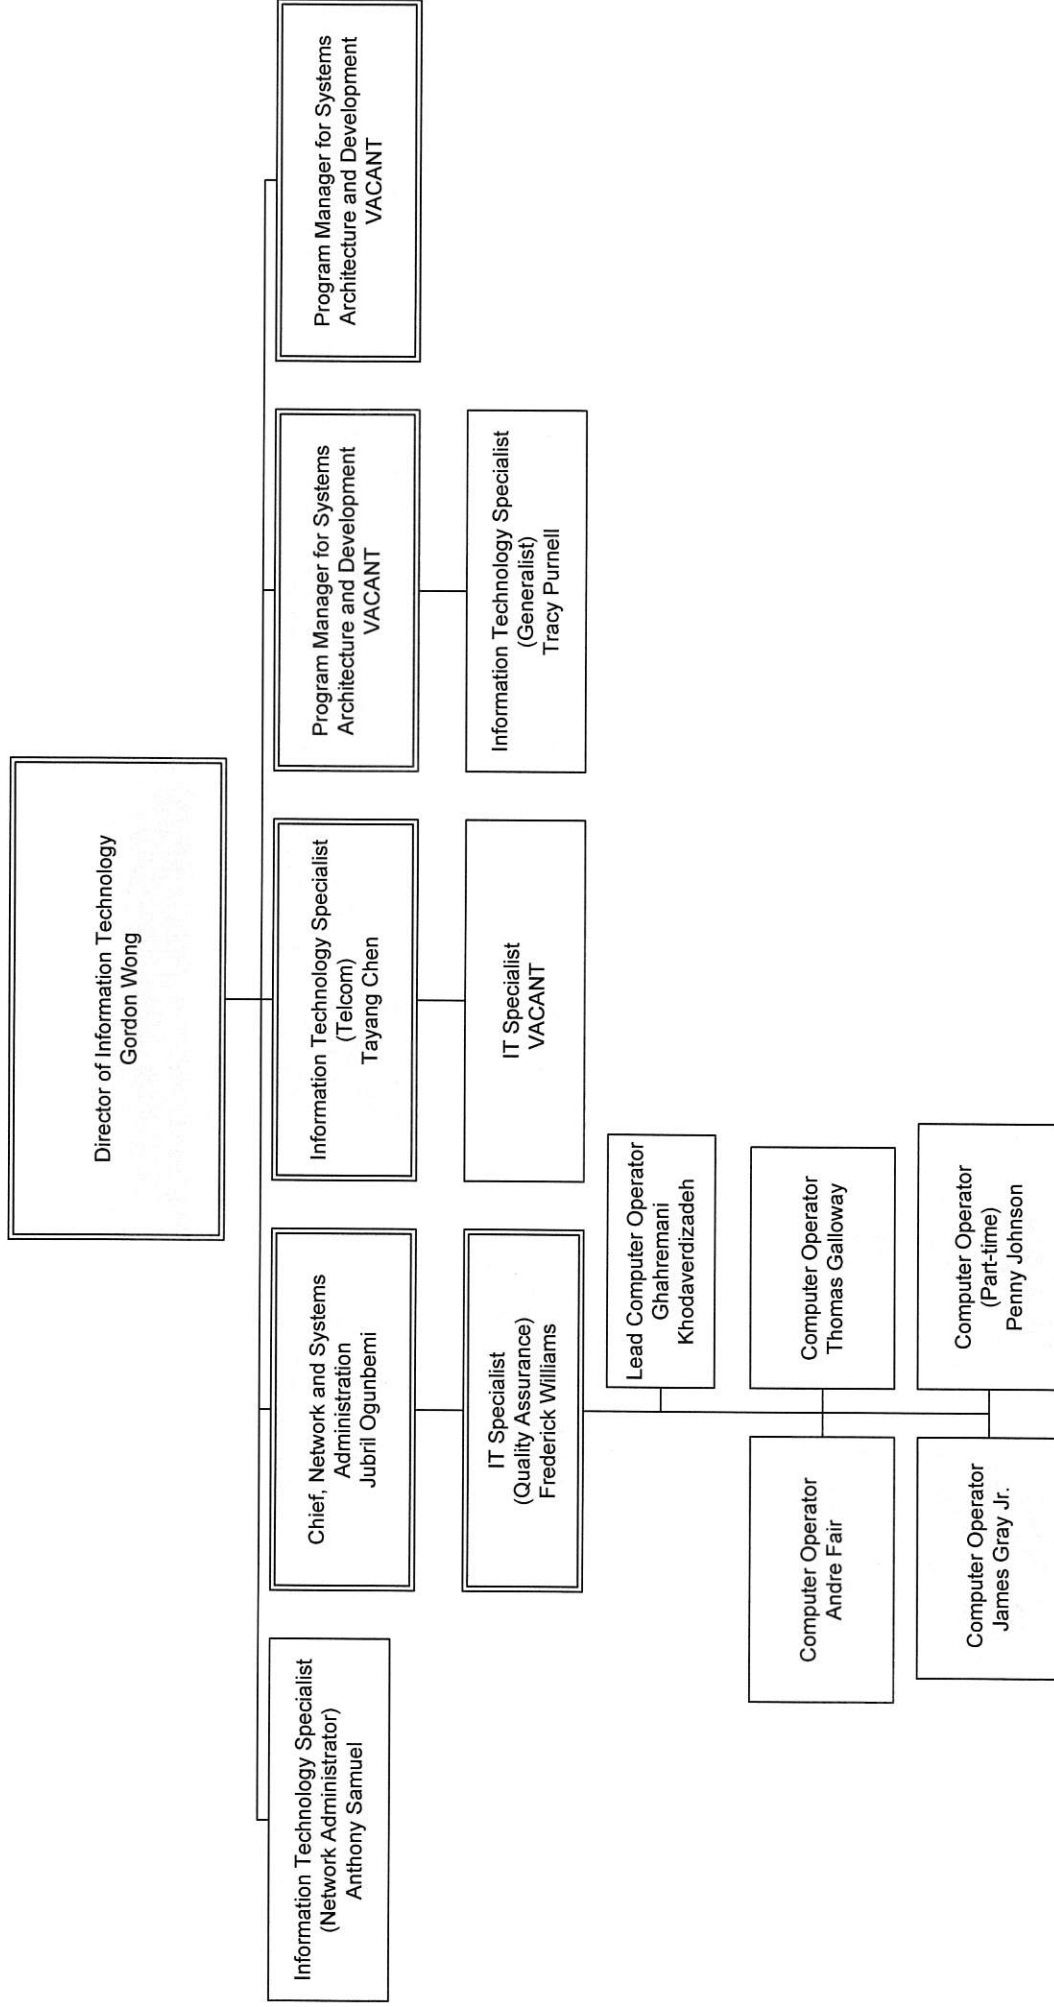 Director of Information Technology
Gordon Wong
Information Technology Specialist
(Network Administrator)
Anthony Samuel
Chief, Network and Systems
Administration
Jubril Ogunbemi
Information Technology Specialist
(Telcom)
Tayang Chen
Program Manager for Systems
Architecture and Development
VACANT
Program Manager for Systems
Architecture and Development
VACANT
IT Specialist
(Quality Assurance)
Frederick Williams
IT Specialist
VACANT
Information Technology Specialist
(Generalist)
Tracy Purnell
Lead Computer Operator
Ghahremani
Khodaverdizadeh
Computer Operator
Andre Fair
Computer Operator
Thomas Galloway
Computer Operator
James Gray Jr.
Computer Operator
(Part-time)
Penny Johnson